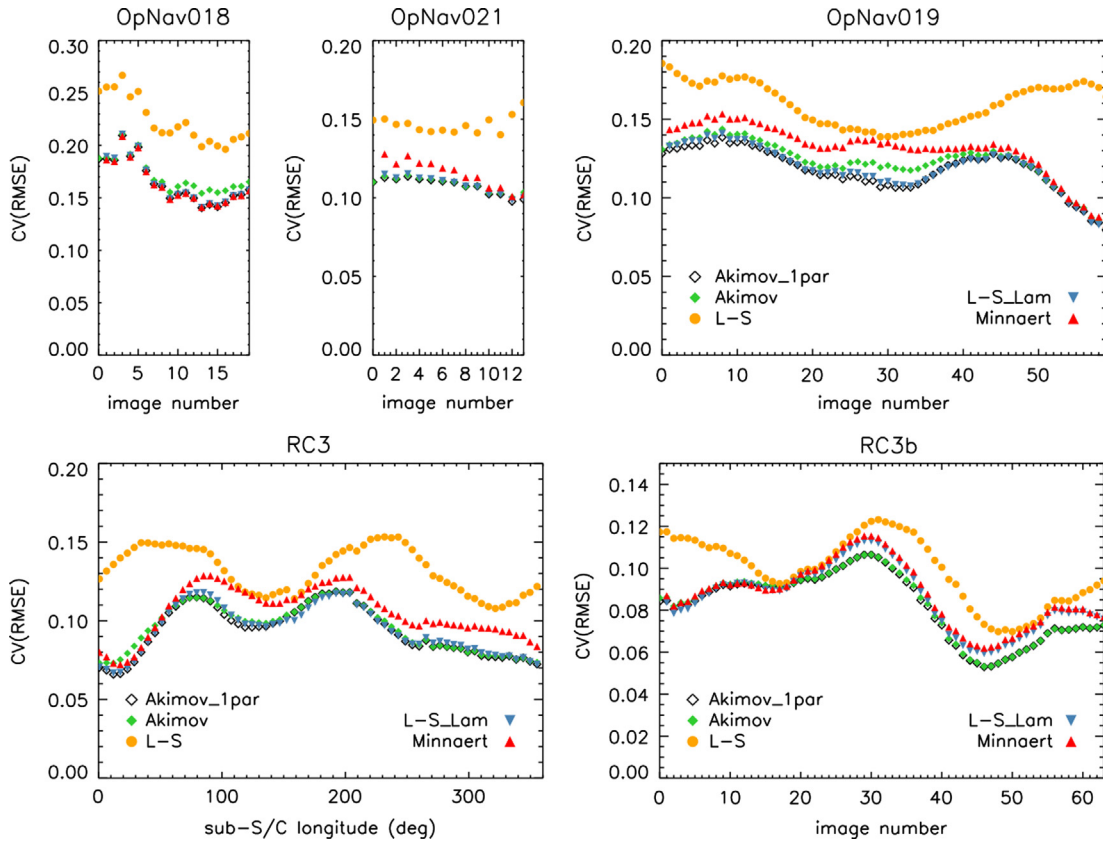 OpNav018
CV(RMSE)
0.30
0.25
0.20
0.15
0.10
0.05
0.00
0 5 10 15
image number
OpNav021
CV(RMSE)
0.20
0.15
0.10
0.05
0.00
0 2 4 6 8 10 12
image number
OpNav019
CV(RMSE)
0.20
0.15
0.10
0.05
0.00
Akimov_1par
Akimov
L-S
L-S_Lam
Minnaert
0 10 20 30 40 50
image number
RC3
CV(RMSE)
0.20
0.15
0.10
0.05
0.00
Akimov_1par
Akimov
L-S
L-S_Lam
Minnaert
0 100 200 300
sub-S/C longitude (deg)
RC3b
CV(RMSE)
0.14
0.12
0.10
0.08
0.06
0.04
0.02
0.00
Akimov_1par
Akimov
L-S
L-S_Lam
Minnaert
0 10 20 30 40 50 60
image number